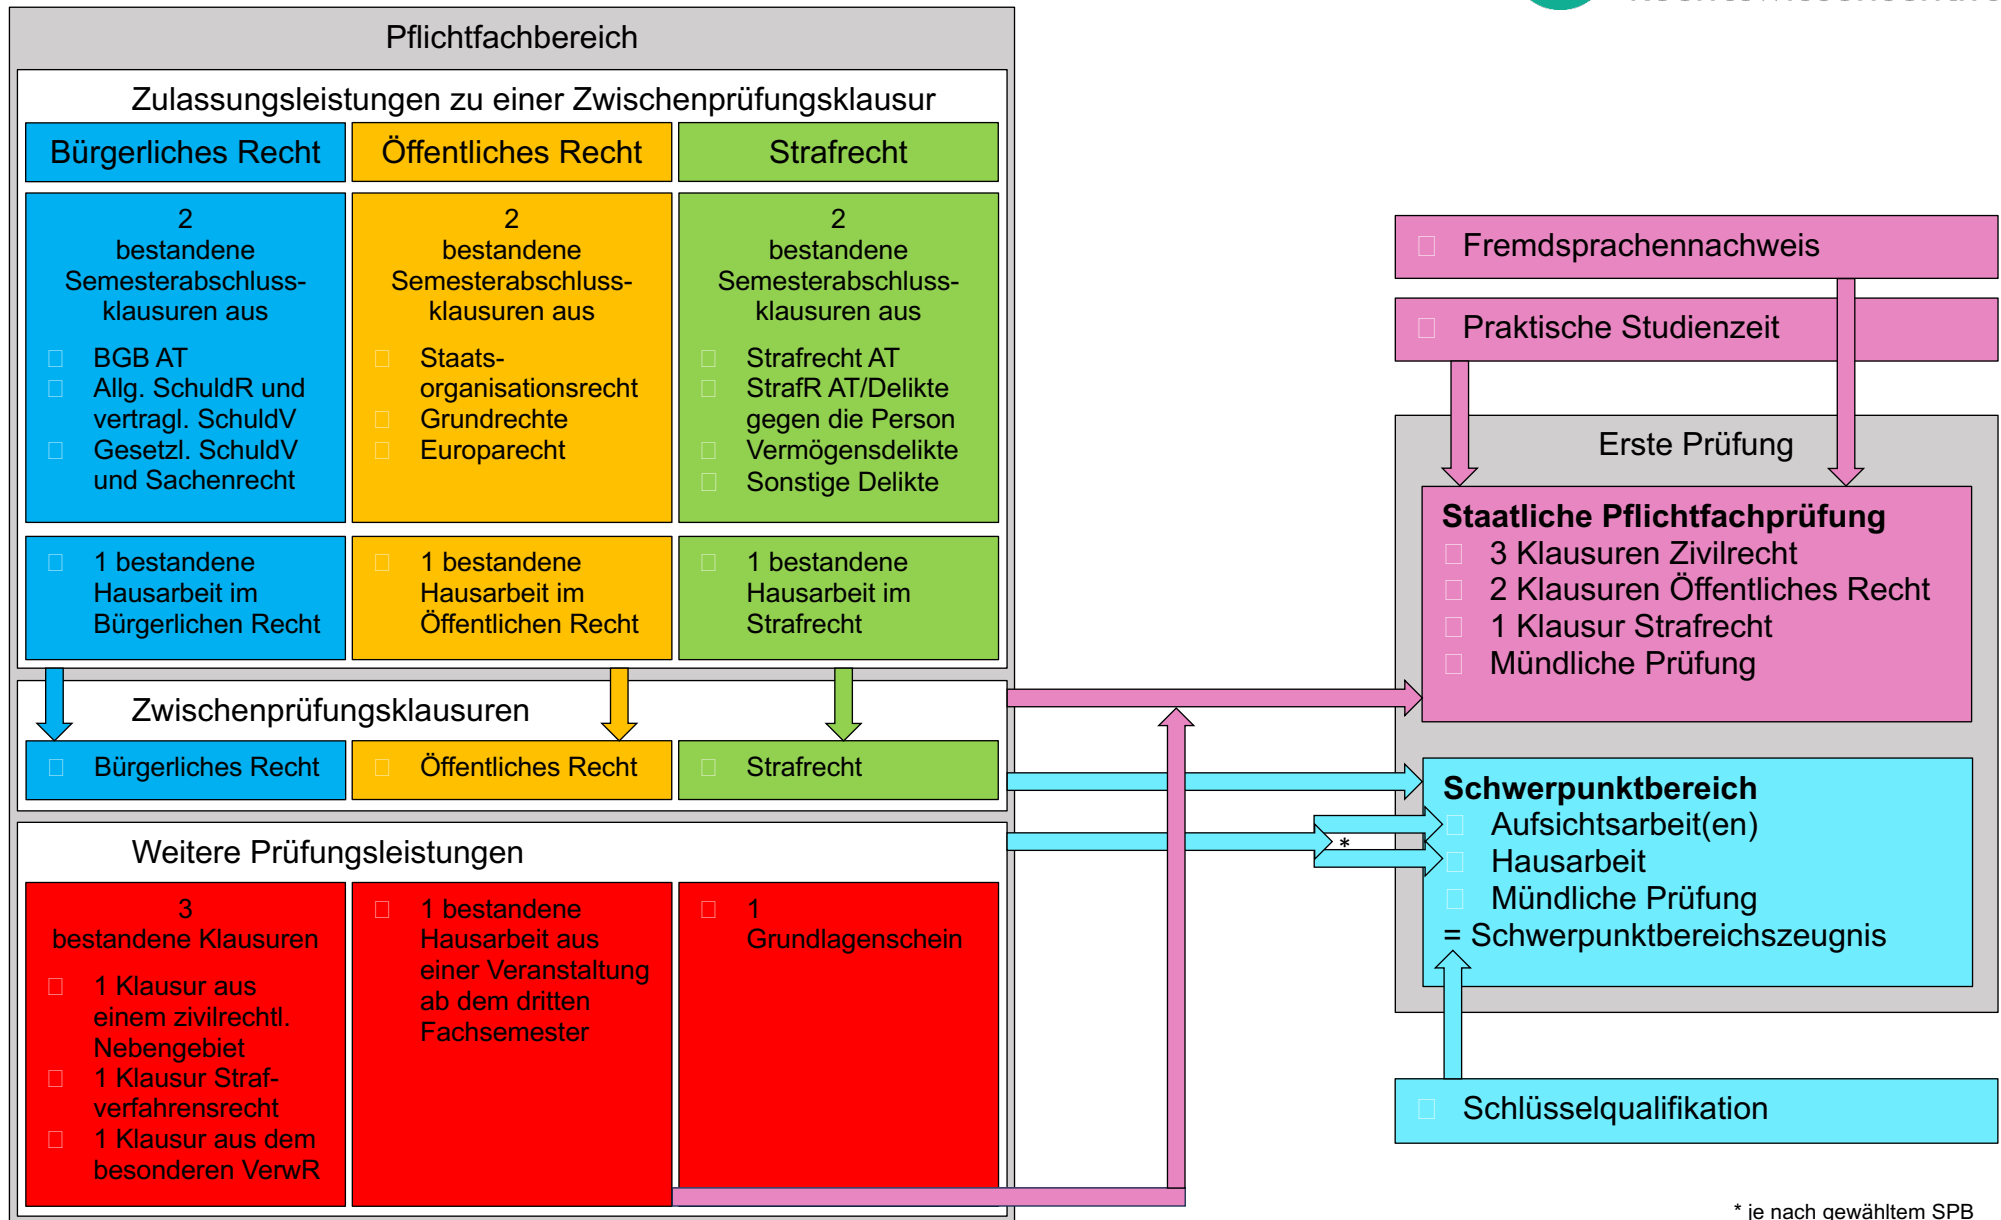 Pflichtfachbereich
Zulassungsleistungen zu einer Zwischenprüfungsklausur
Bürgerliches Recht
Öffentliches Recht
Strafrecht
2
bestandene
Semesterabschluss-
klausuren aus
BGB AT
Allg. SchuldR und
vertragl. SchuldV
Gesetzl. SchuldV
und Sachenrecht
2
bestandene
Semesterabschluss-
klausuren aus
Staats-
organisationsrecht
Grundrechte
Europarecht
2
bestandene
Semesterabschluss-
klausuren aus
Strafrecht AT
StrafR AT/Delikte
gegen die Person
Vermögensdelikte
Sonstige Delikte
1 bestandene
Hausarbeit im
Bürgerlichen Recht
1 bestandene
Hausarbeit im
Öffentlichen Recht
1 bestandene
Hausarbeit im
Strafrecht
Zwischenprüfungsklausuren
Bürgerliches Recht
Öffentliches Recht
Strafrecht
Weitere Prüfungsleistungen
3
bestandene Klausuren
1 Klausur aus
einem zivilrechtl.
Nebengebiet
1 Klausur Straf-
verfahrensrecht
1 Klausur aus dem
besonderen VerwR
1 bestandene
Hausarbeit aus
einer Veranstaltung
ab dem dritten
Fachsemester
1
Grundlagenschein
Fremdsprachennachweis
Praktische Studienzeit
Erste Prüfung
Staatliche Pflichtfachprüfung
3 Klausuren Zivilrecht
2 Klausuren Öffentliches Recht
1 Klausur Strafrecht
Mündliche Prüfung
Schwerpunktbereich
Aufsichtsarbeit(en)
*
Hausarbeit
Mündliche Prüfung
= Schwerpunktbereichszeugnis
Schlüsselqualifikation
* je nach gewähltem SPB